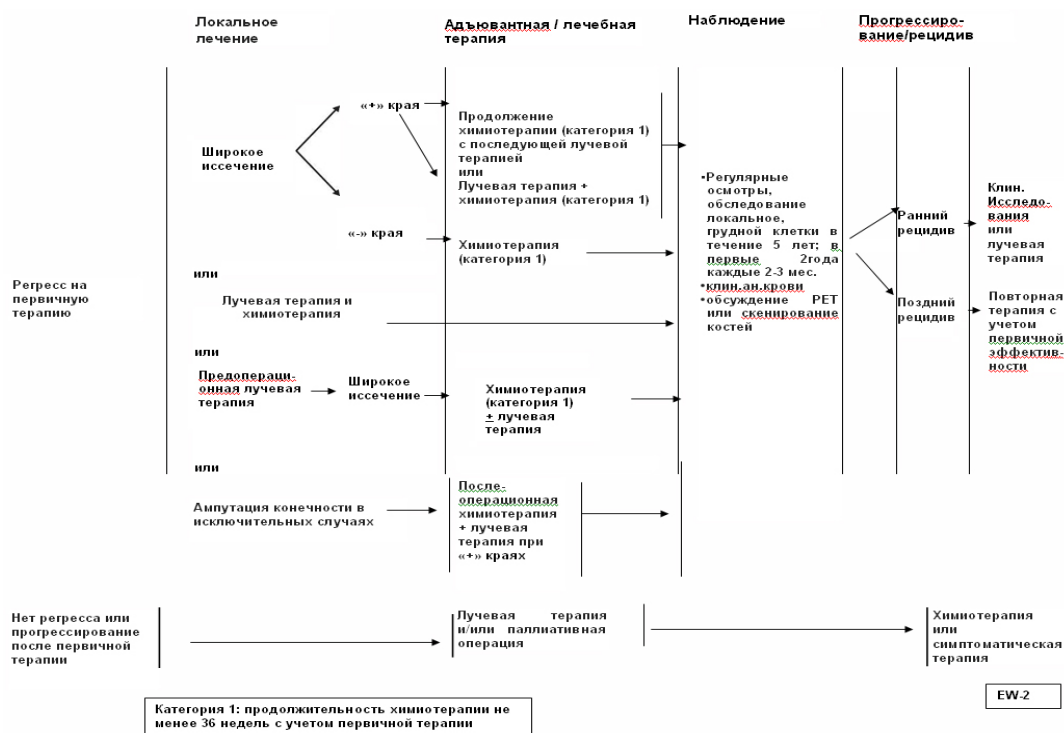 Локальное
лечение
Адъювантная / лечебная
терапия
Наблюдение
Прогрессиро-
вание/рецидив
Регресс на
первичную
терапию
Широкое
иссечение
«+» края
«-» края
Продолжение
химиотерапии (категория 1)
с последующей лучевой
терапией
или
Лучевая терапия +
химиотерапия (категория 1)
Химиотерапия
(категория 1)
или
Лучевая терапия и
химиотерапия
или
Предопераци-
онная лучевая
терапия
Широкое
иссечение
Химиотерапия
(категория 1)
+ лучевая
терапия
или
Ампутация конечности в
исключительных случаях
После-
операционная
химиотерапия
+ лучевая
терапия при
«+» краях
•Регулярные
осмотры,
обследование
локальное,
грудной клетки в
течение 5 лет; в
первые 2года
каждые 2-3 мес.
•клин.ан.крови
•обсуждение PET
или скенирование
костей
Ранний
рецидив
Поздний
рецидив
Клин.
Исследо-
вания
или
лучевая
терапия
Повторная
терапия с
учетом
первичной
эффектив-
ности
Нет регресса или
прогрессирование
после первичной
терапии
Лучевая терапия
и/или паллиативная
операция
Химиотерапия
или
симптоматическая
терапия
Категория 1: продолжительность химиотерапии не
менее 36 недель с учетом первичной терапии
EW-2